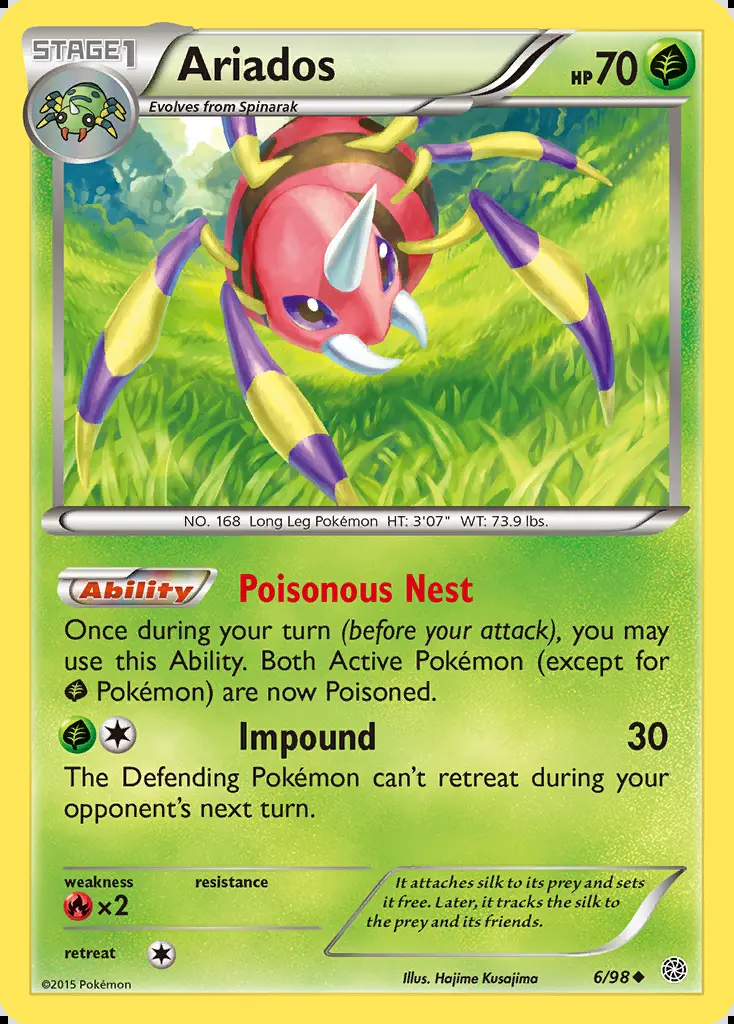 STAGE1
Ariados
HP70
Evolves from Spinarak
NO. 168 Long Leg Pokémon HT: 3'07" WT: 73.9 lbs.
Ability Poisonous Nest
Once during your turn (before your attack), you may
use this Ability. Both Active Pokémon (except for
Pokémon) are now Poisoned.
Impound 30
The Defending Pokémon can't retreat during your
opponent's next turn.
weakness resistance
×2
retreat
It attaches silk to its prey and sets
it free. Later, it tracks the silk to
the prey and its friends.
©2015 Pokémon
Illus. Hajime Kusajima
6/98